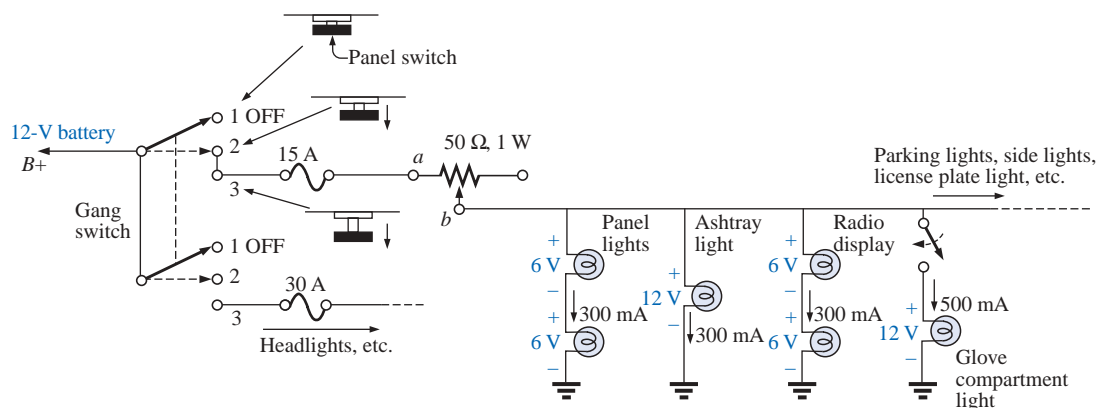 Panel switch
1 OFF
12-V battery
B+
2
15 A
a
50 Ω, 1 W
Parking lights, side lights,
license plate light, etc.
3
b
Gang
switch
1 OFF
2
3
30 A
Headlights, etc.
Panel
lights
+
6 V
–
300 mA
+
6 V
–
Ashtray
light
+
12 V
–
300 mA
Radio
display
+
6 V
–
300 mA
+
6 V
–
500 mA
+
12 V
–
Glove
compartment
light